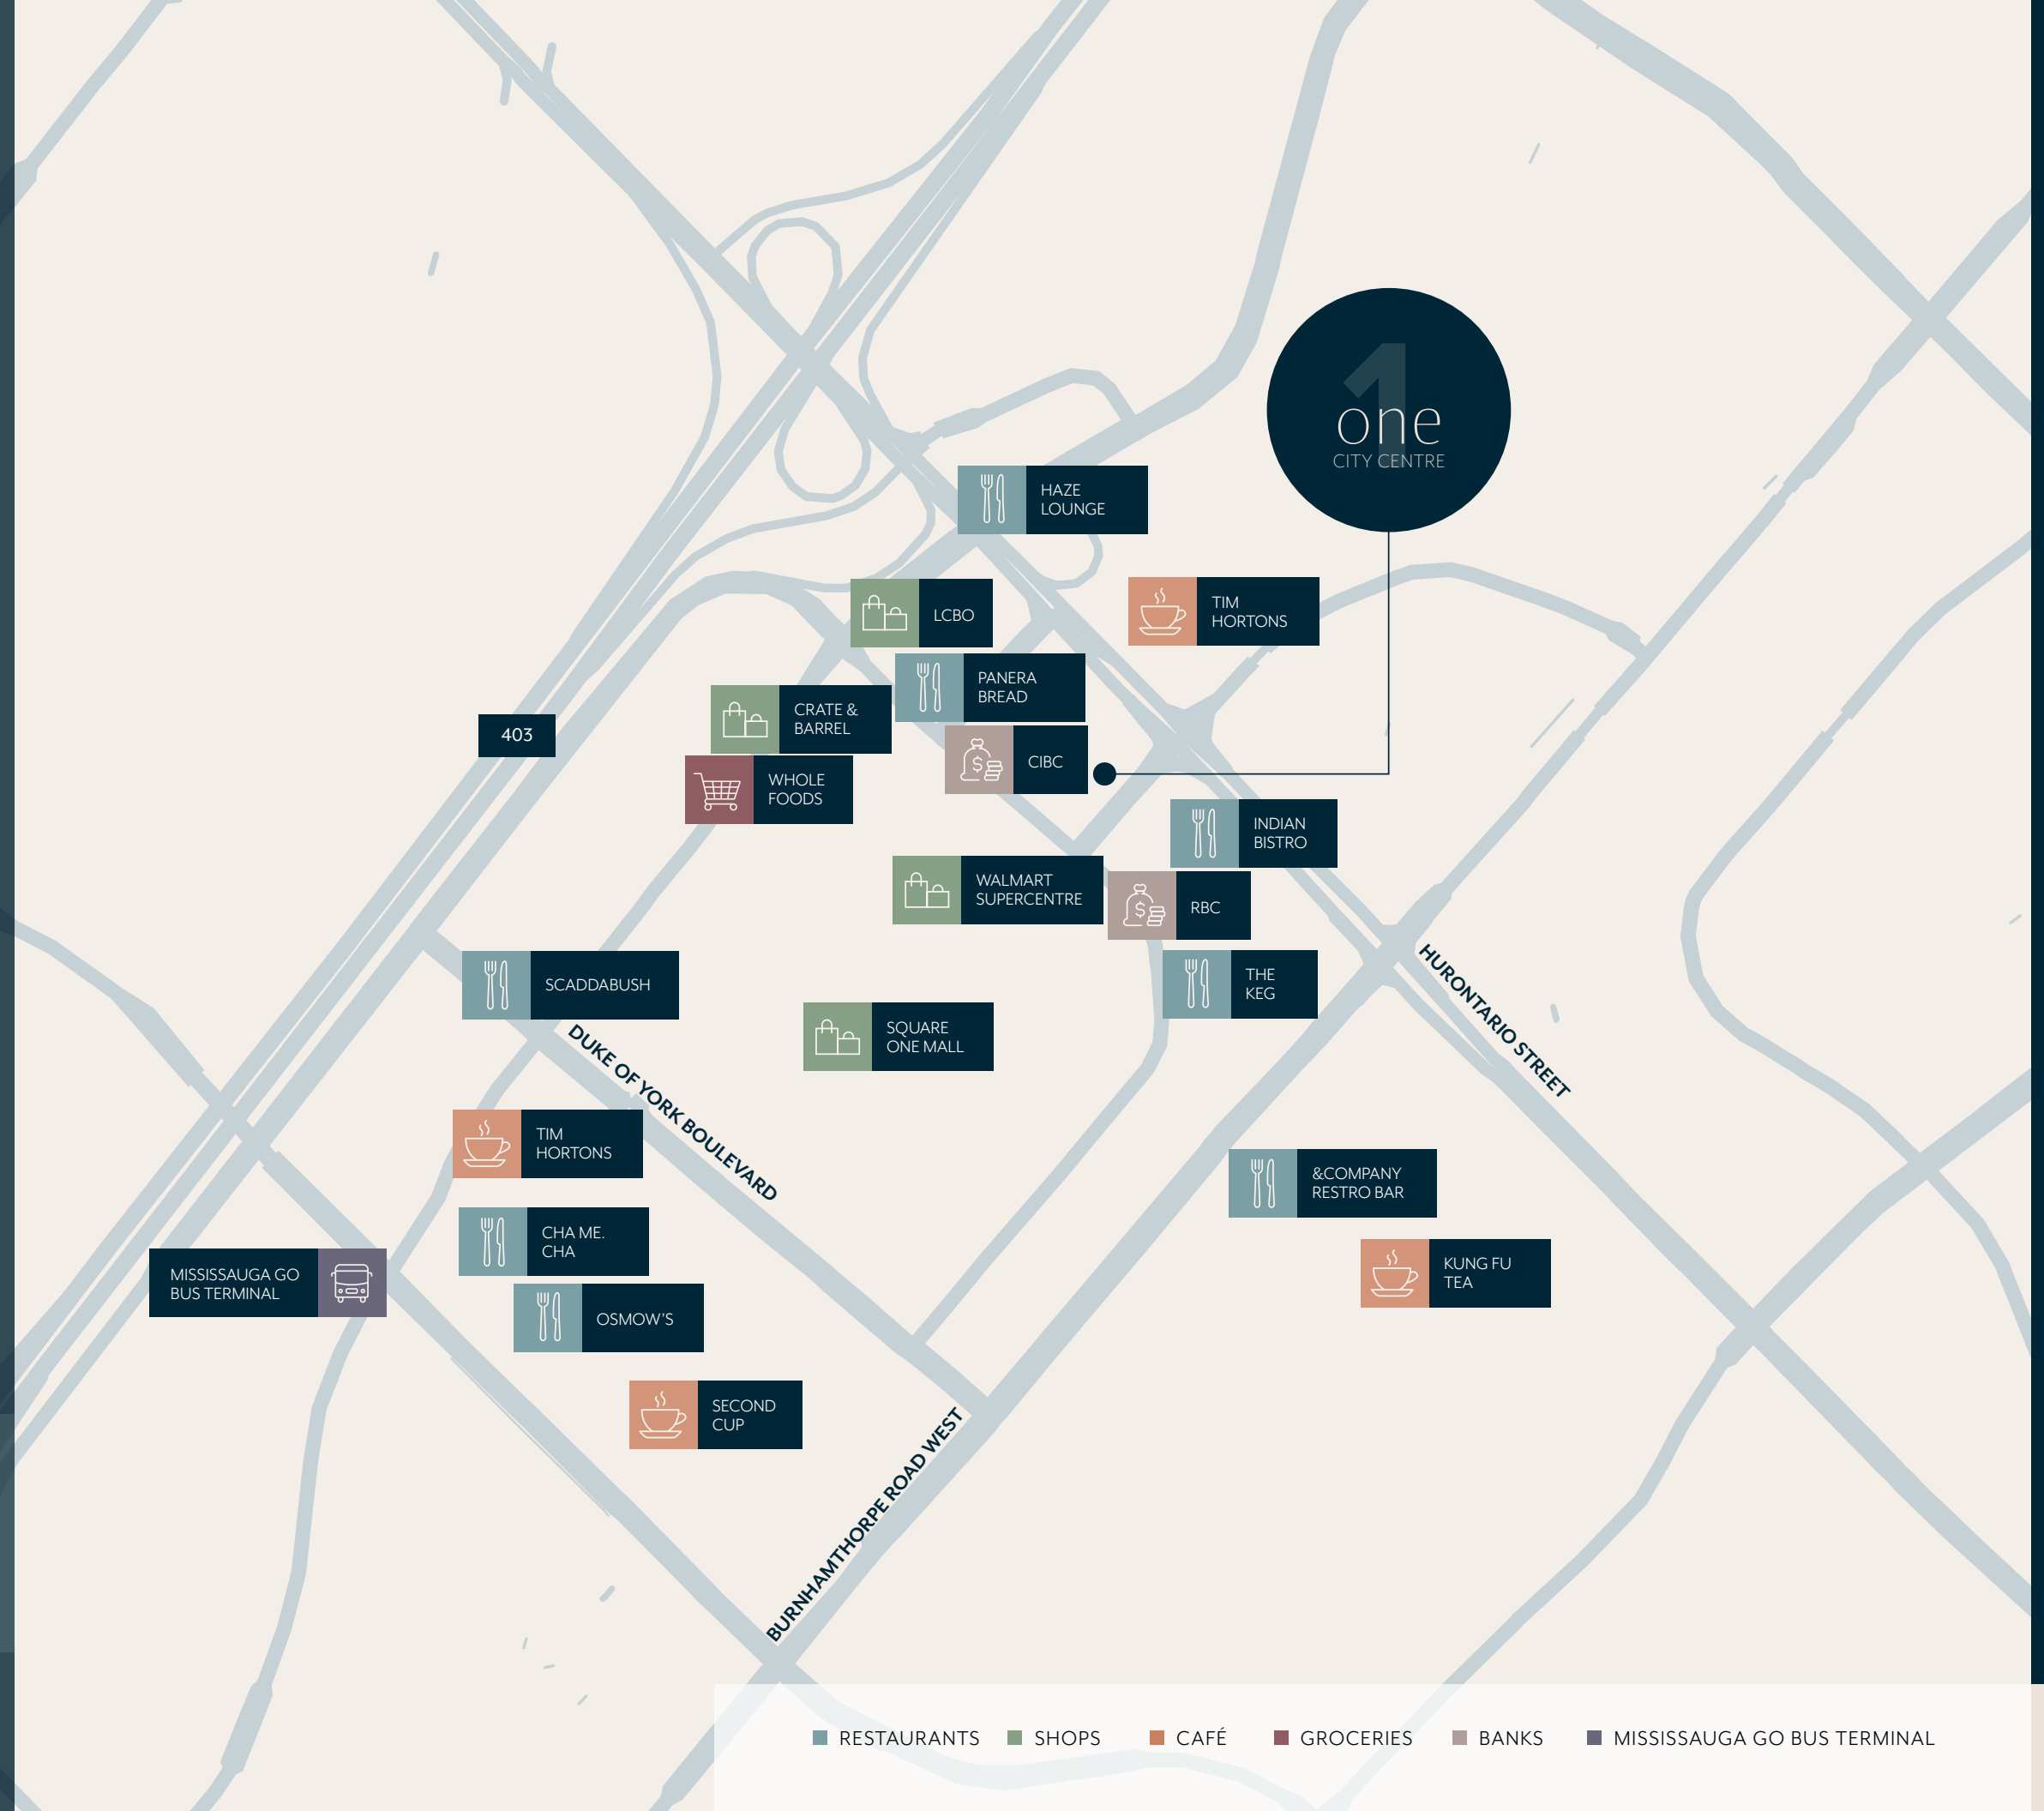 1
one
CITY CENTRE
HAZE
LOUNGE
LCBO
TIM
HORTONS
PANERA
BREAD
CRATE &
BARREL
403
CIBC
WHOLE
FOODS
INDIAN
BISTRO
WALMART
SUPERCENTRE
RBC
SCADDABUSH
THE
KEG
HURONTARIO STREET
SQUARE
ONE MALL
DUKE OF YORK BOULEVARD
TIM
HORTONS
&COMPANY
RESTRO BAR
CHA ME.
CHA
KUNG FU
TEA
MISSISSAUGA GO
BUS TERMINAL
OSMOW'S
SECOND
CUP
BURNHAMTHORPE ROAD WEST
RESTAURANTS
SHOPS
CAFÉ
GROCERIES
BANKS
MISSISSAUGA GO BUS TERMINAL